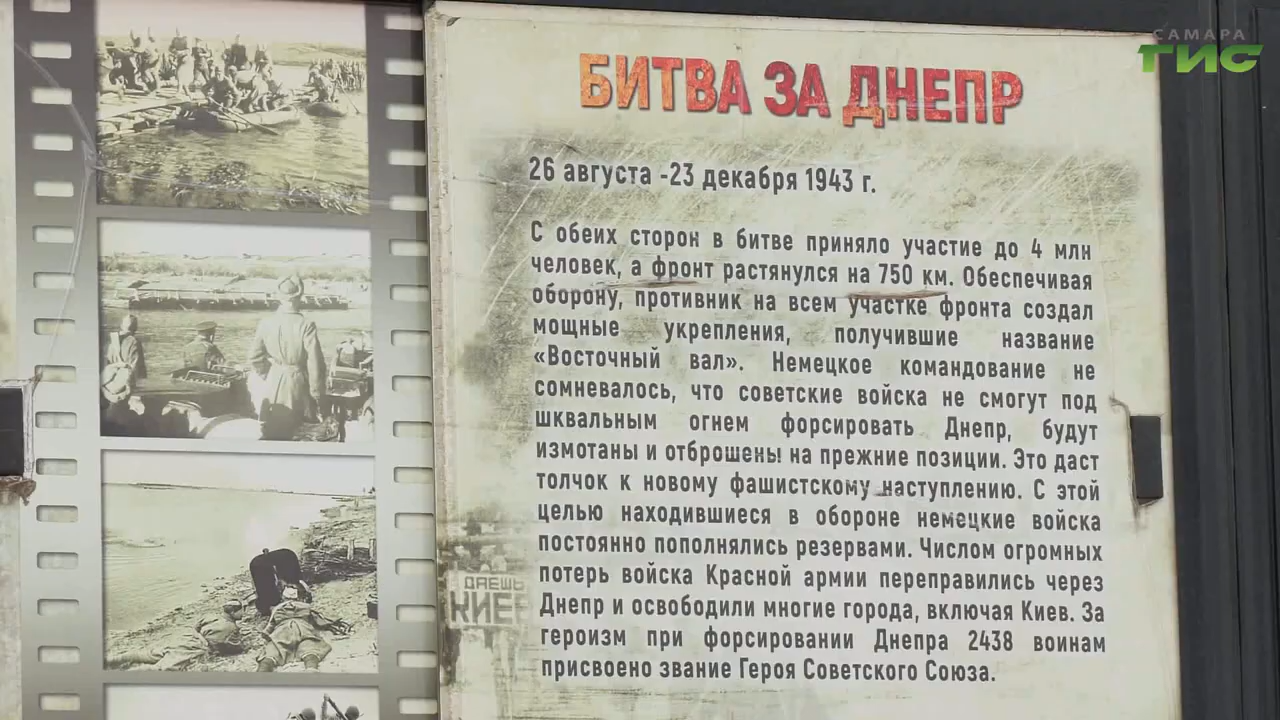 САМАРА
ГИС
БИТВА ЗА ДНЕПР
26 августа -23 декабря 1943 г.
С обеих сторон в битве приняло участие до 4 млн
человек, а фронт растянулся на 750 км. Обеспечивая
оборону, противник на всем участке фронта создал
мощные укрепления, получившие название
«Восточный вал». Немецкое командование не
сомневалось, что советские войска не смогут под
шквальным огнем форсировать Днепр, будут
измотаны и отброшены на прежние позиции. Это даст
толчок к новому фашистскому наступлению. С этой
целью находившиеся в обороне немецкие войска
постоянно пополнялись резервами. Числом огромных
потерь войска Красной армии переправились через
Днепр и освободили многие города, включая Киев. За
героизм при форсировании Днепра 2438 воинам
присвоено звание Героя Советского Союза.
ДАЕШЬ
КИЕВ